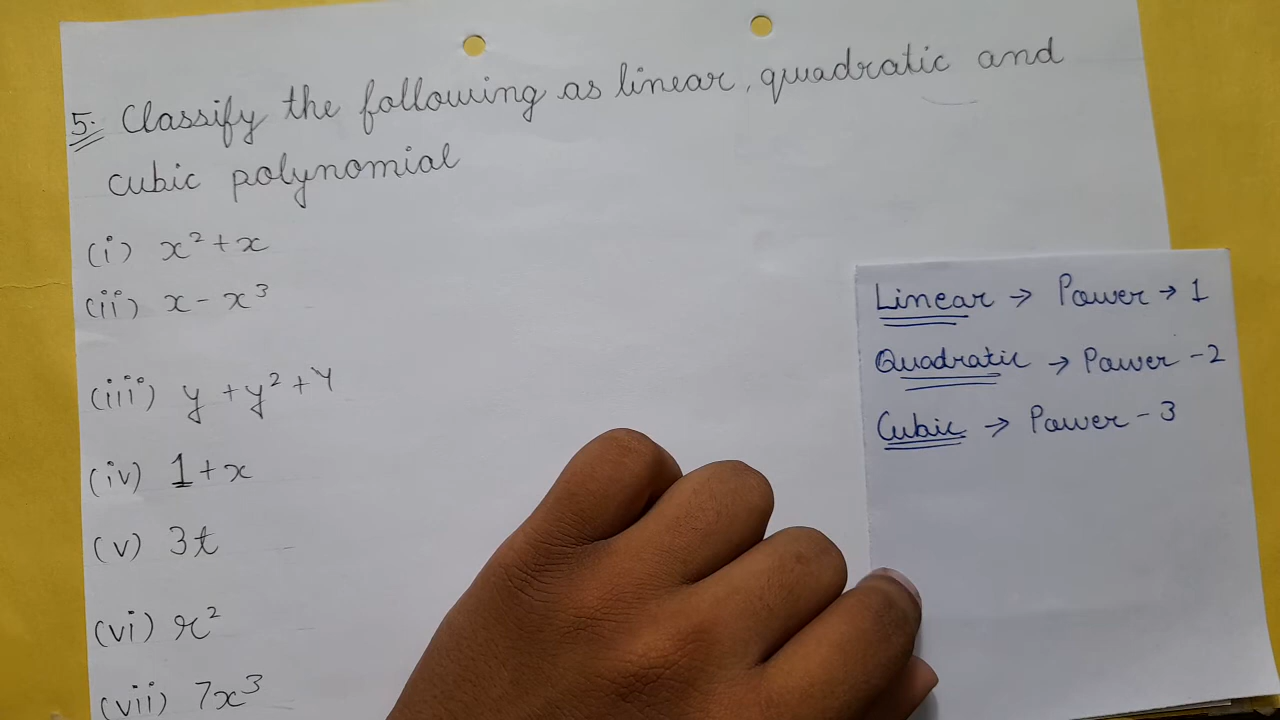 5. Classify the following as linear, quadratic and
cubic polynomial
(i) x² + x
(ii) x - x³
(iii) y + y² + 4
(iv) 1 + x
(v) 3t
(vi) r²
(vii) 7x³
Linear → Power → 1
Quadratic → Power - 2
Cubic → Power - 3